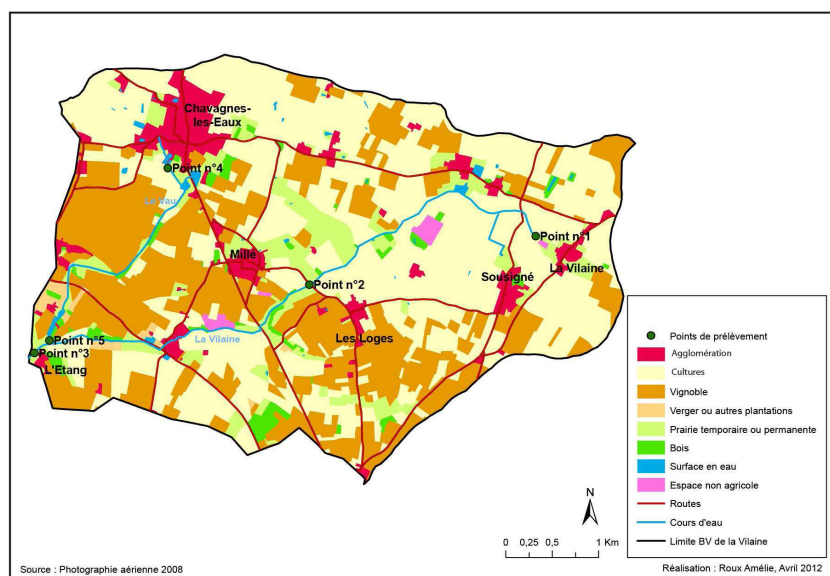 Chavagnes-
les-Eaux
Point n°4
Le Vau
Point n°1
Millé
La Vilaine
Sousigné
Point n°2
Les Loges
La Vilaine
Point n°5
Point n°3
L'Etang
Points de prélèvement
Agglomération
Cultures
Vignoble
Verger ou autres plantations
Prairie temporaire ou permanente
Bois
Surface en eau
Espace non agricole
Routes
Cours d'eau
Limite BV de la Vilaine
N
0 0,25 0,5 1 Km
Source : Photographie aérienne 2008
Réalisation : Roux Amélie, Avril 2012